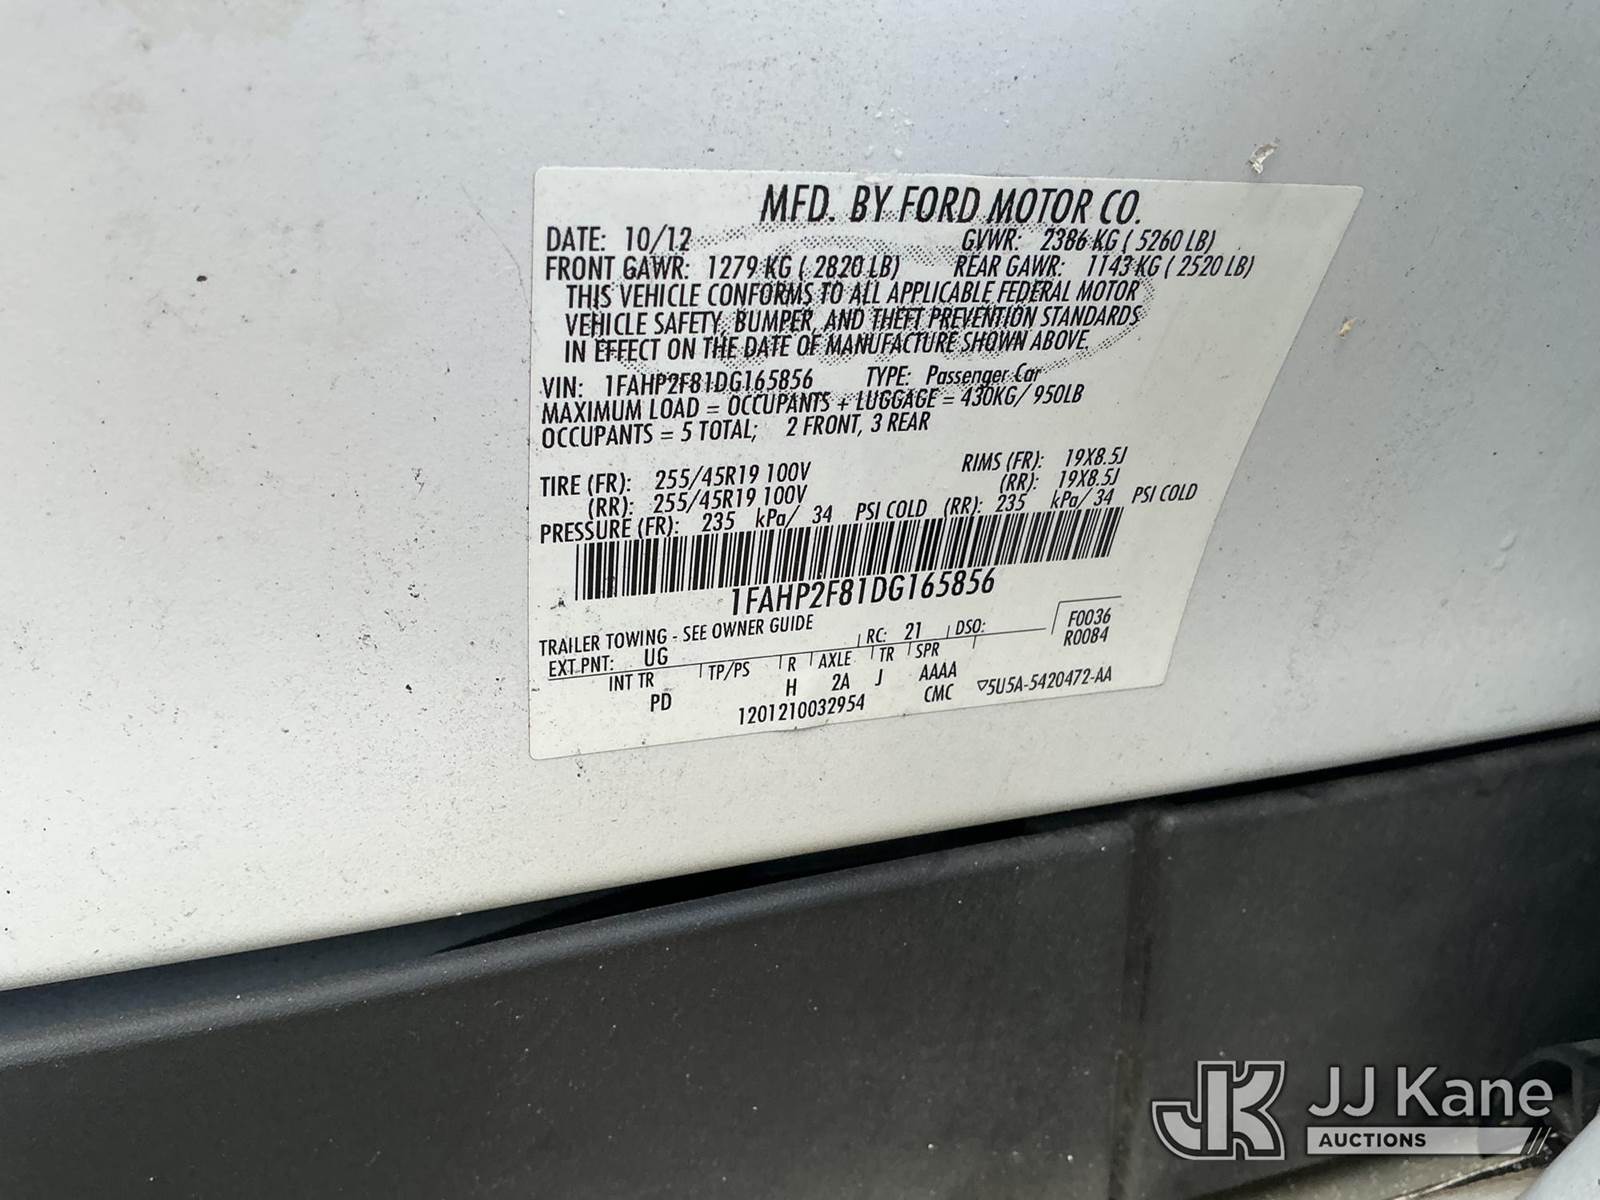 MFD. BY FORD MOTOR CO.
DATE: 10/12 GVWR: 2386 KG ( 5260 LB)
FRONT GAWR: 1279 KG ( 2820 LB) REAR GAWR: 1143 KG ( 2520 LB)
THIS VEHICLE CONFORMS TO ALL APPLICABLE FEDERAL MOTOR
VEHICLE SAFETY, BUMPER, AND THEFT PREVENTION STANDARDS
IN EFFECT ON THE DATE OF MANUFACTURE SHOWN ABOVE.
VIN: 1FAHP2F81DG165856 TYPE: Passenger Car
MAXIMUM LOAD = OCCUPANTS + LUGGAGE = 430KG/ 950LB
OCCUPANTS = 5 TOTAL; 2 FRONT, 3 REAR
TIRE (FR): 255/45R19 100V RIMS (FR): 19X8.5J
(RR): 255/45R19 100V (RR): 19X8.5J
PRESSURE (FR): 235 kPa/ 34 PSI COLD (RR): 235 kPa/ 34 PSI COLD
1FAHP2F81DG165856
TRAILER TOWING - SEE OWNER GUIDE
EXT PNT: UG RC: 21 DSO: F0036
R0084
INT TR TP/PS R AXLE TR SPR
PD H 2A J AAAA
1201210032954 CMC ▽5U5A-5420472-AA
JK JJ Kane
AUCTIONS